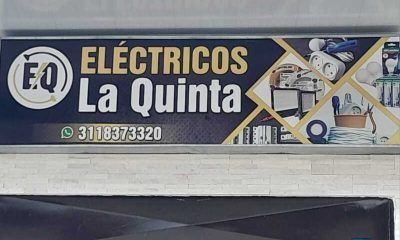 EQ
ELÉCTRICOS
La Quinta
3118373320